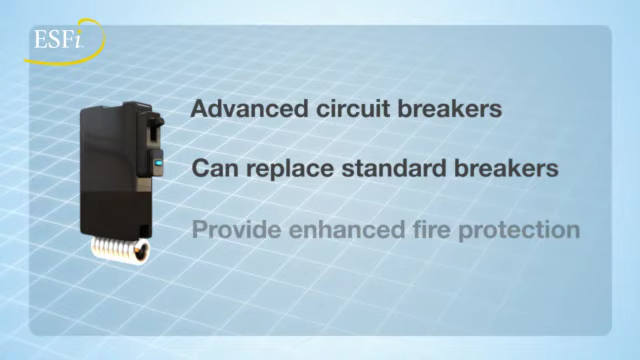 ESFi
Advanced circuit breakers
Can replace standard breakers
Provide enhanced fire protection